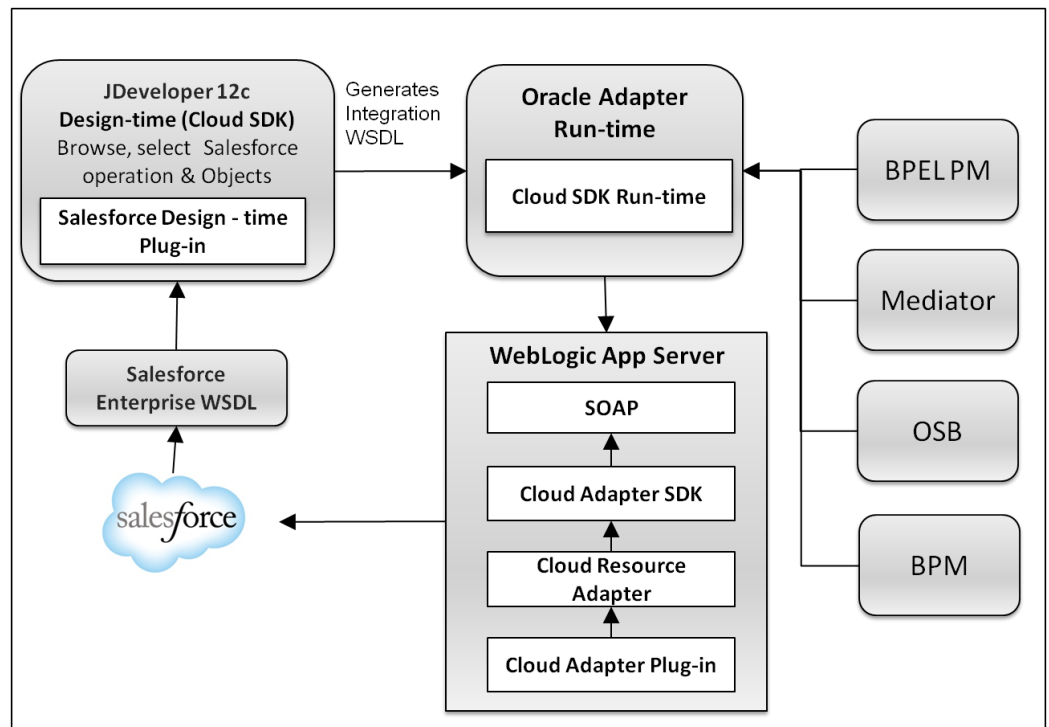 JDeveloper 12c
Design-time (Cloud SDK)
Browse, select Salesforce
operation & Objects
Salesforce Design - time
Plug-in
Generates
Integration
WSDL
Oracle Adapter
Run-time
Cloud SDK Run-time
BPEL PM
Mediator
OSB
BPM
Salesforce
Enterprise WSDL
salesforce
WebLogic App Server
SOAP
Cloud Adapter SDK
Cloud Resource
Adapter
Cloud Adapter Plug-in